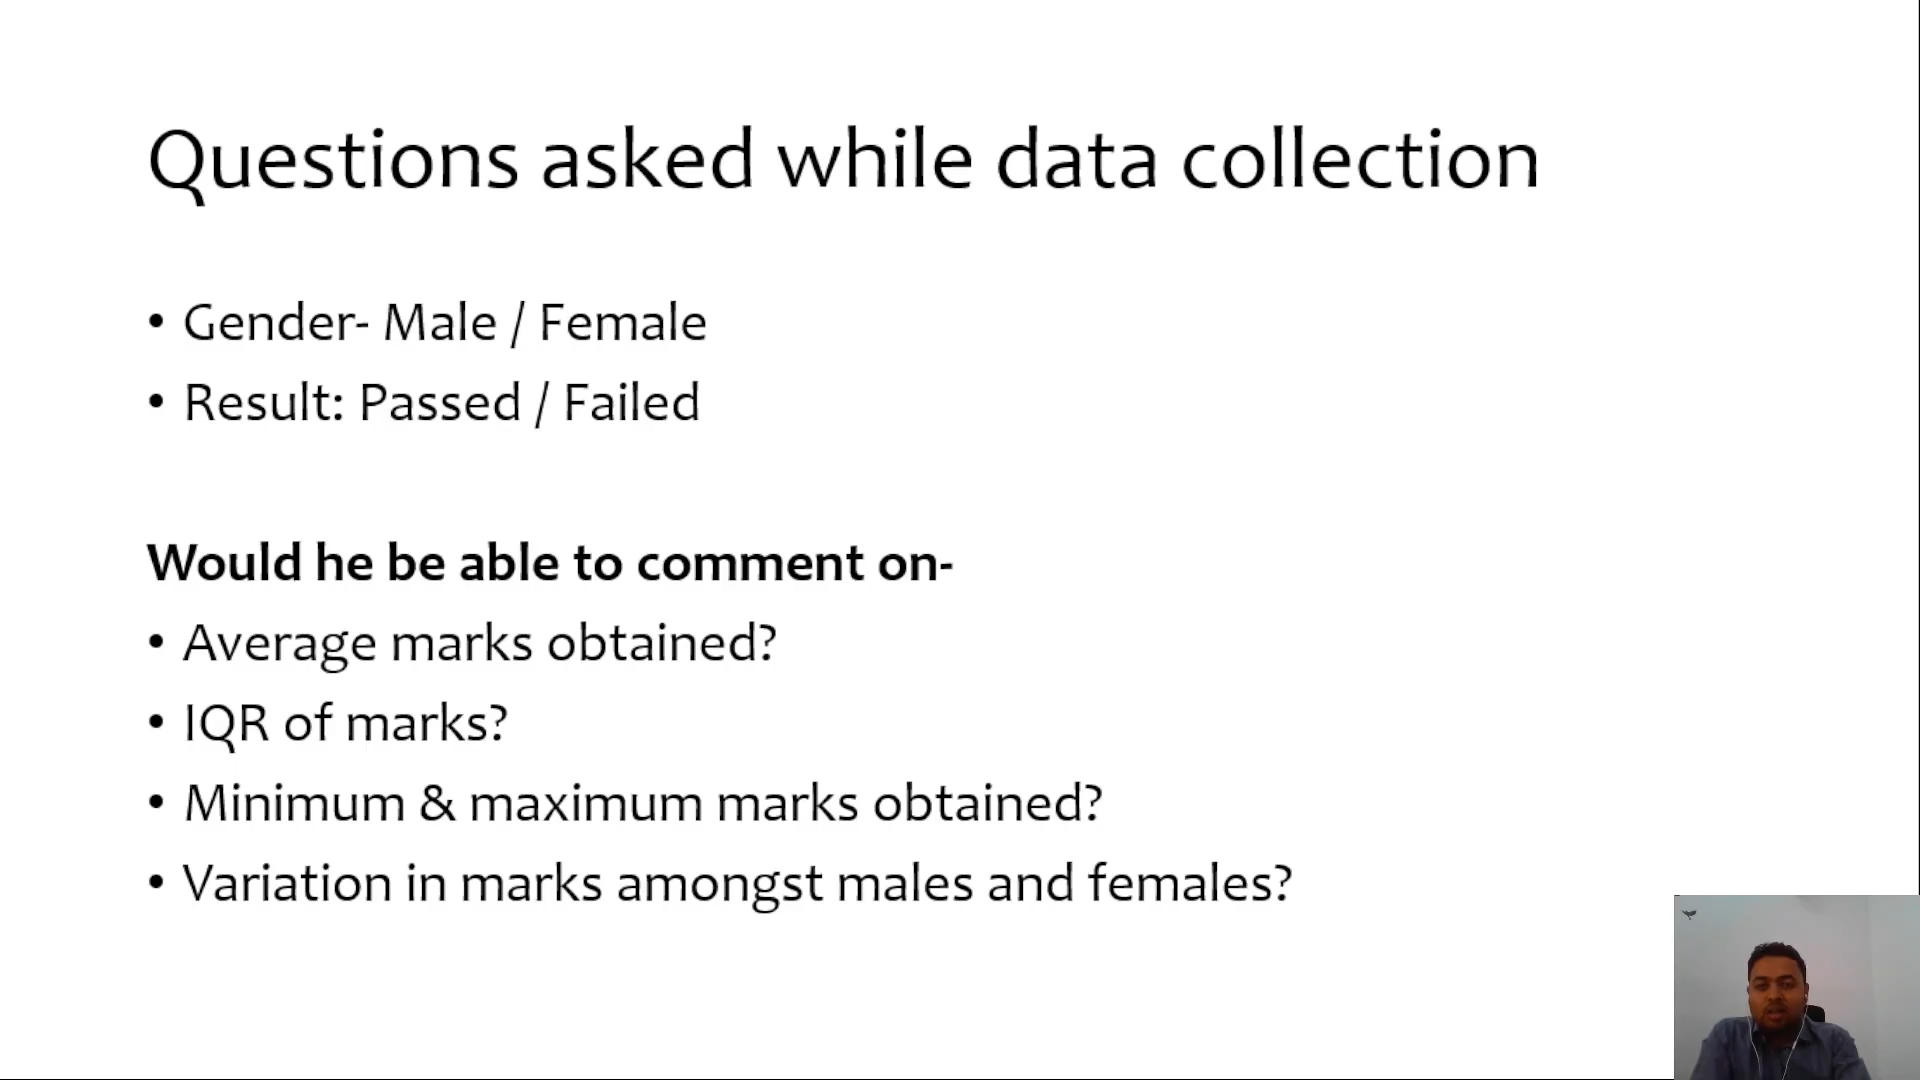 Questions asked while data collection
• Gender- Male / Female
• Result: Passed / Failed
Would he be able to comment on-
• Average marks obtained?
• IQR of marks?
• Minimum & maximum marks obtained?
• Variation in marks amongst males and females?